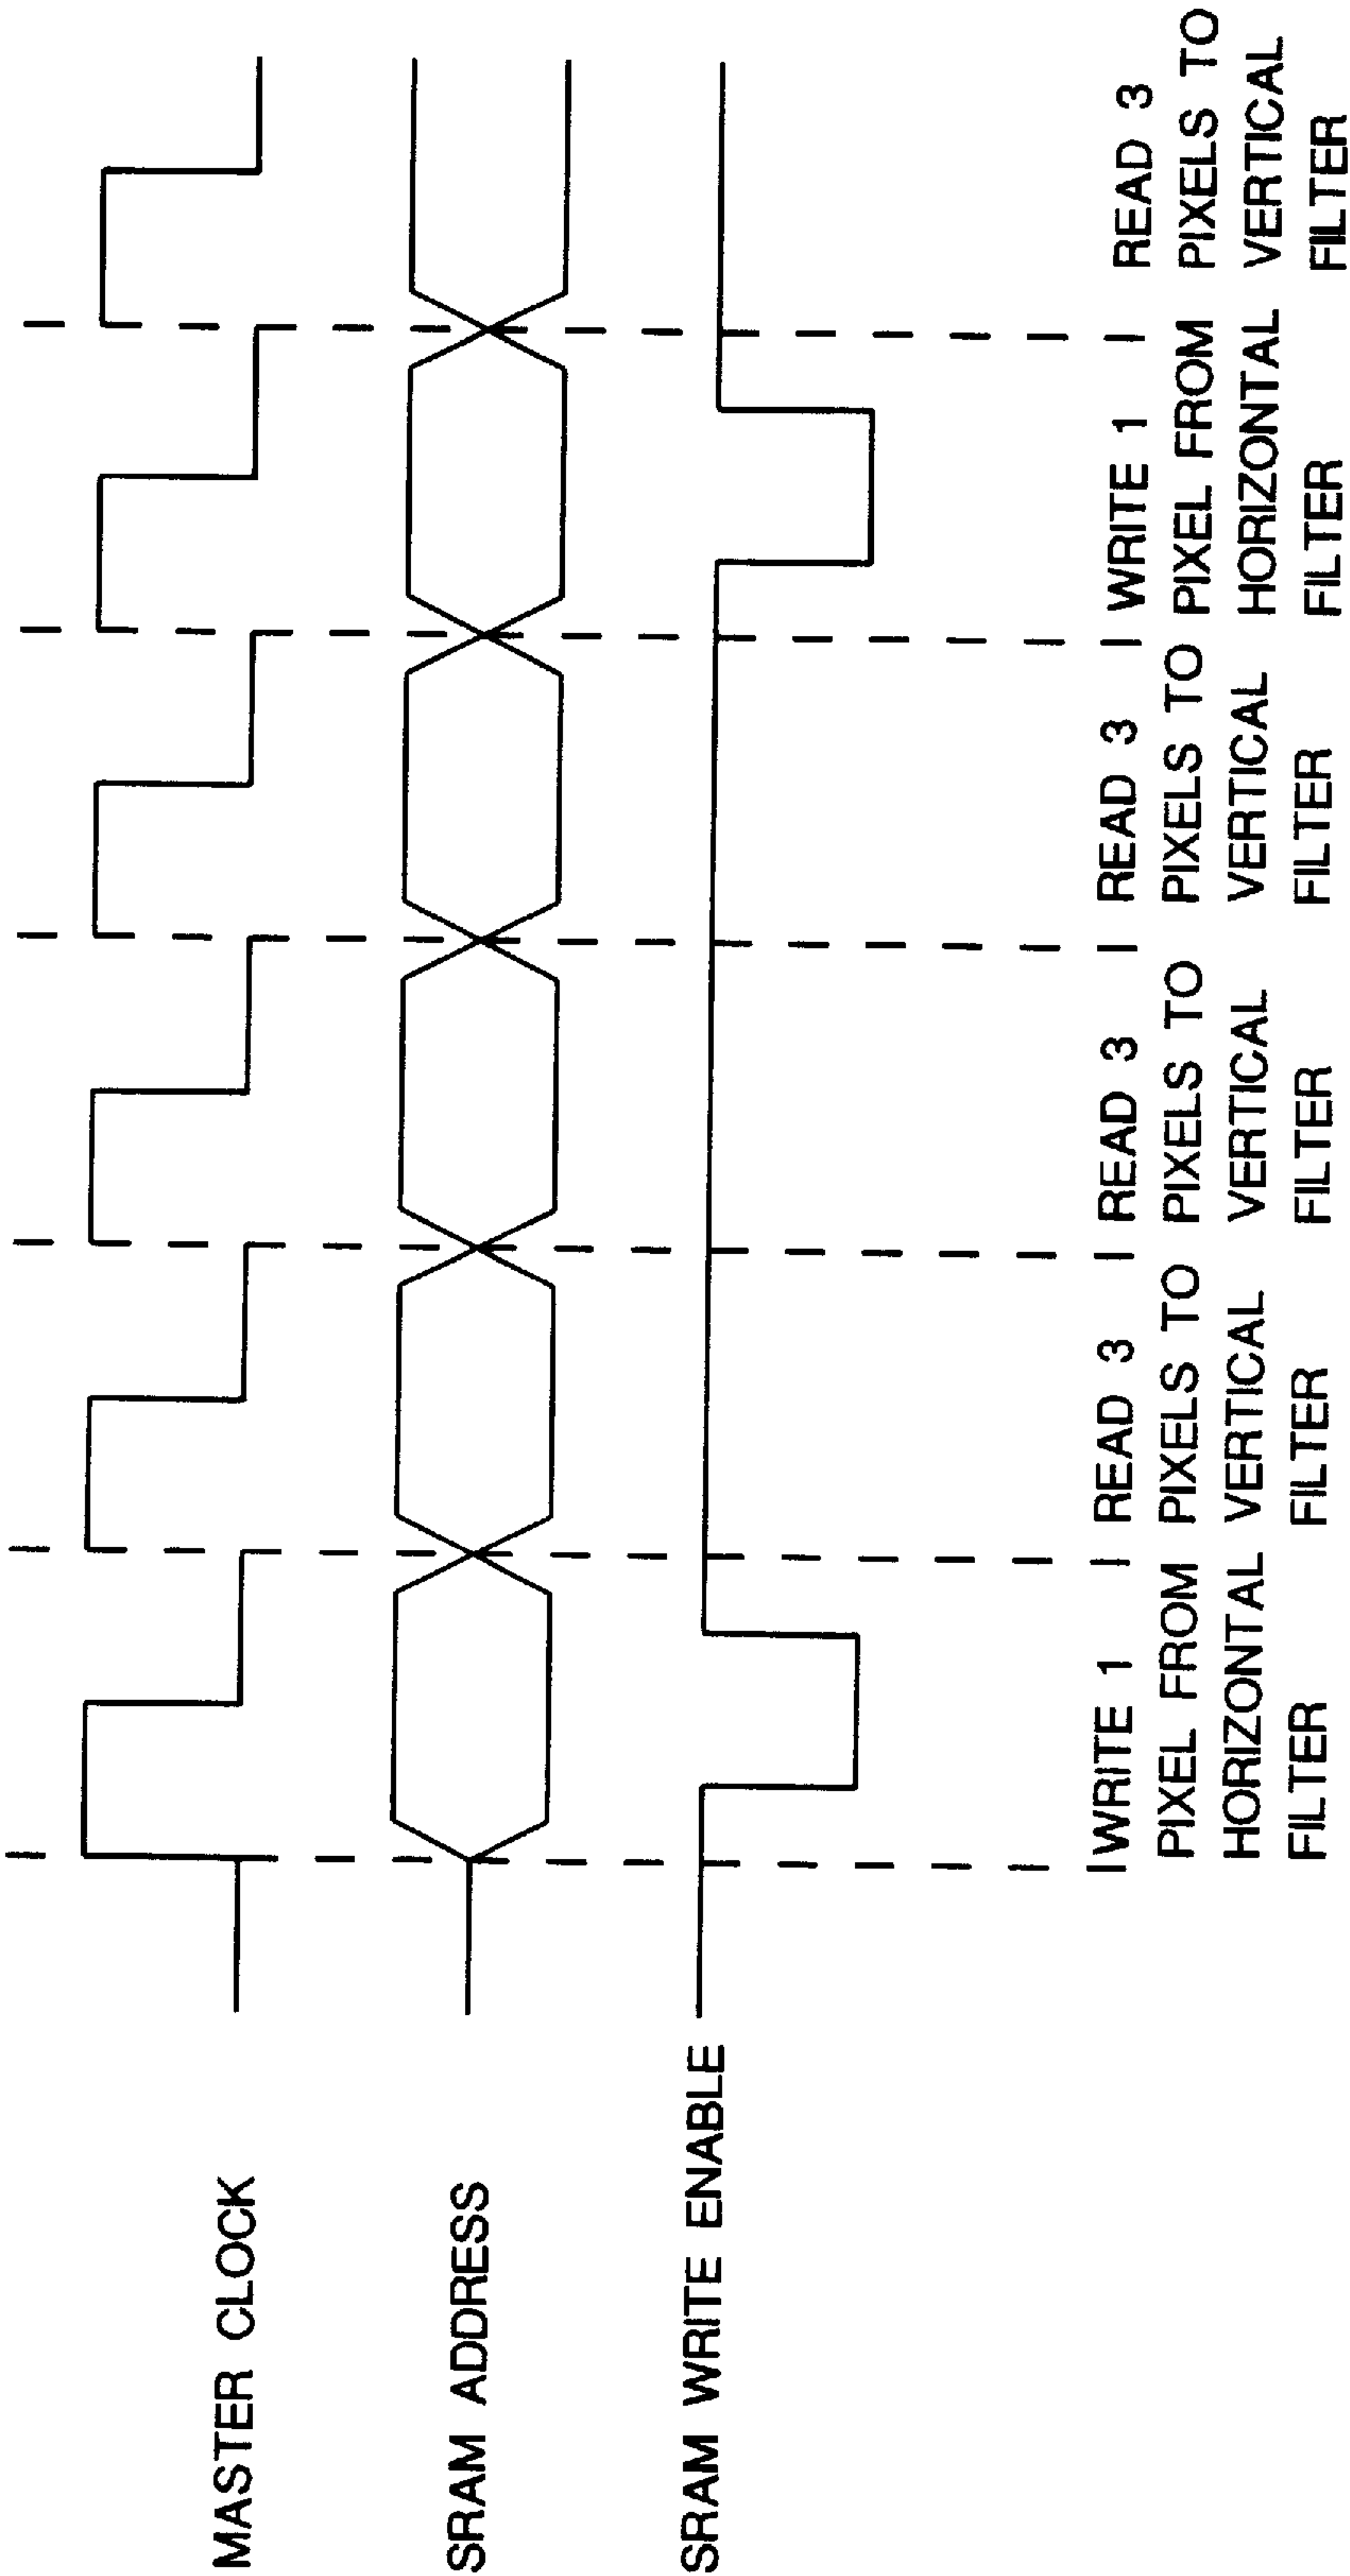 MASTER CLOCK
SRAM ADDRESS
SRAM WRITE ENABLE
WRITE 1
PIXEL FROM
HORIZONTAL
FILTER
READ 3
PIXELS TO
VERTICAL
FILTER
READ 3
PIXELS TO
VERTICAL
FILTER
READ 3
PIXELS TO
VERTICAL
FILTER
WRITE 1
PIXEL FROM
HORIZONTAL
FILTER
READ 3
PIXELS TO
VERTICAL
FILTER